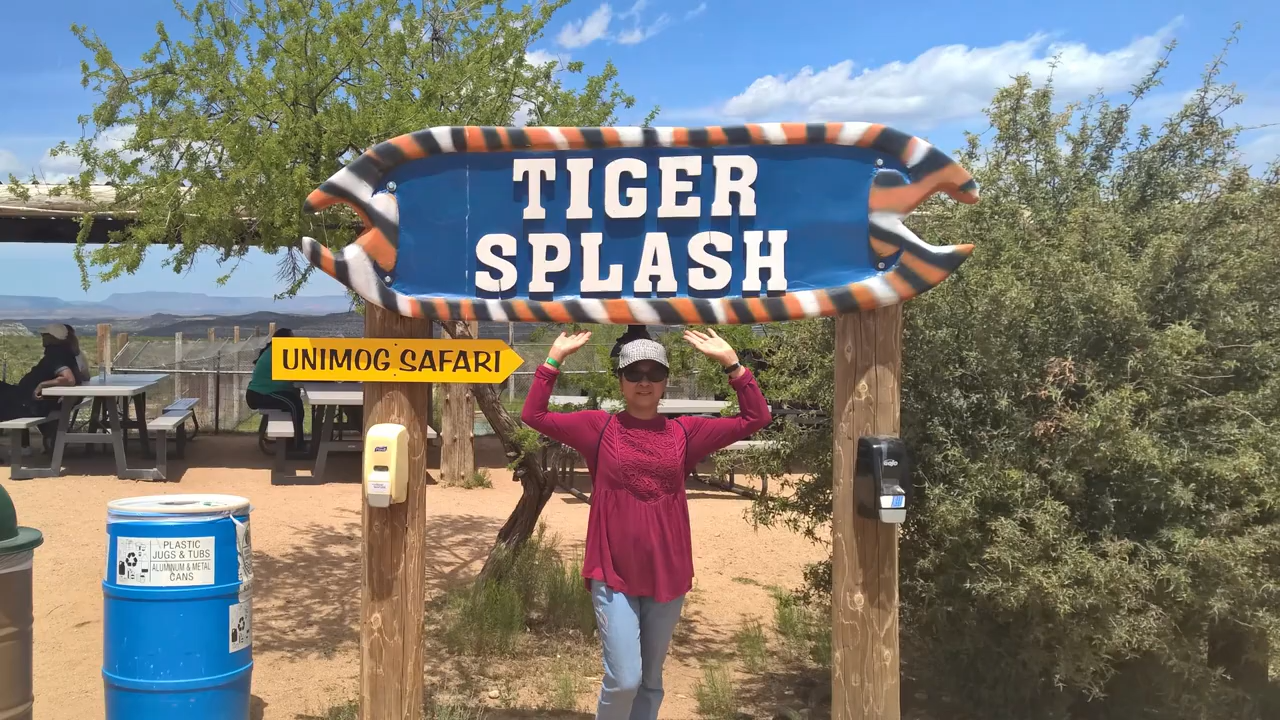 TIGER
SPLASH
UNIMOG SAFARI
PLASTIC
JUGS & TUBS
ALUMINUM & METAL
CANS